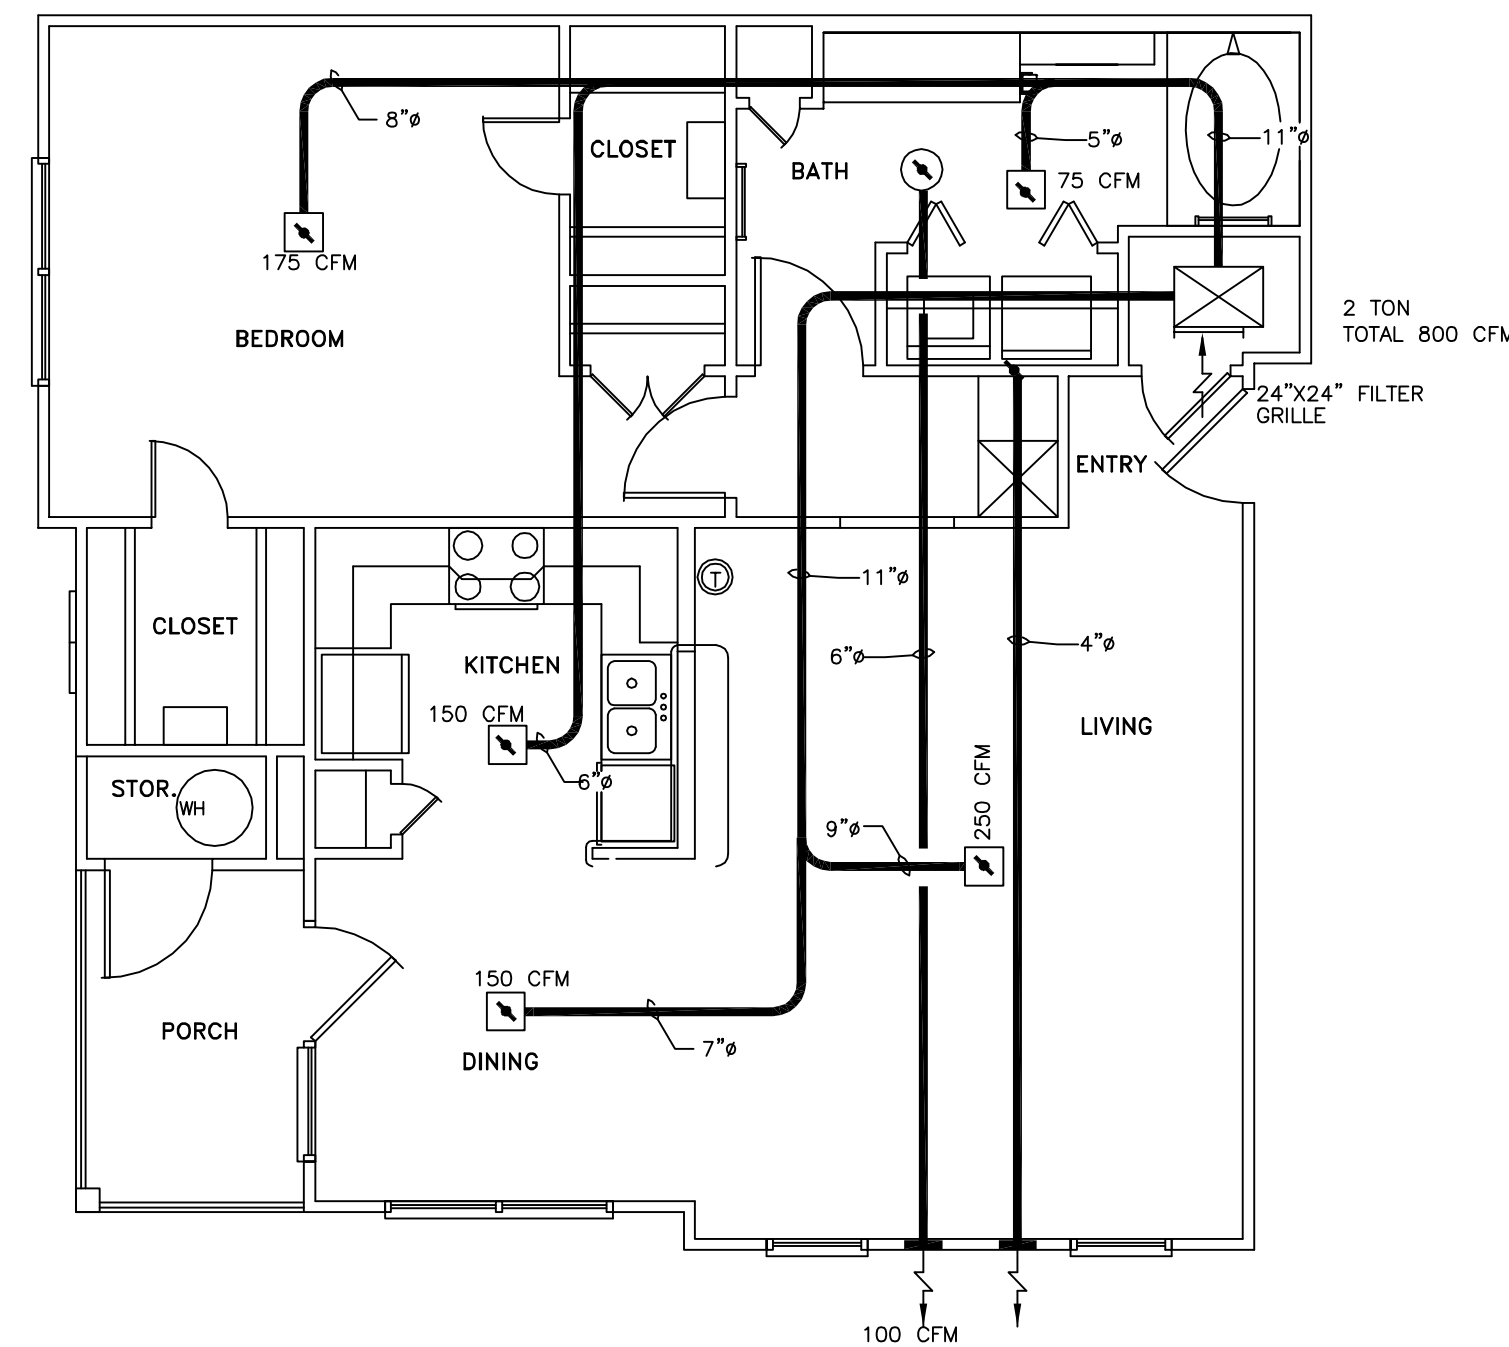 8"ø
CLOSET
BATH
5"ø
11"ø
75 CFM
175 CFM
BEDROOM
2 TON
TOTAL 800 CFM
24"X24" FILTER
GRILLE
ENTRY
11"ø
T
CLOSET
KITCHEN
6"ø
4"ø
150 CFM
LIVING
6"ø
STOR.
WH
250 CFM
9"ø
150 CFM
PORCH
7"ø
DINING
100 CFM